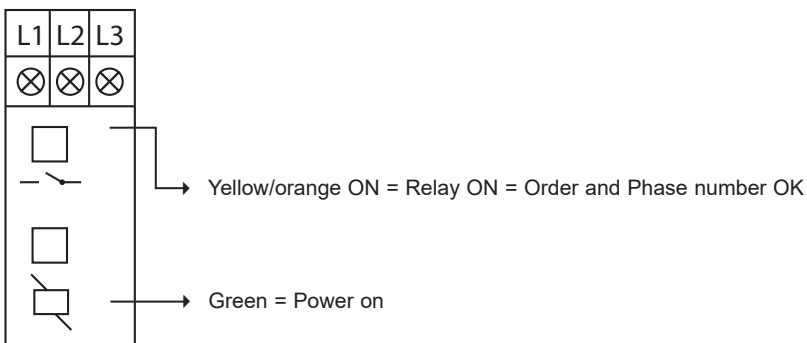 L1 L2 L3
Yellow/orange ON = Relay ON = Order and Phase number OK
Green = Power on